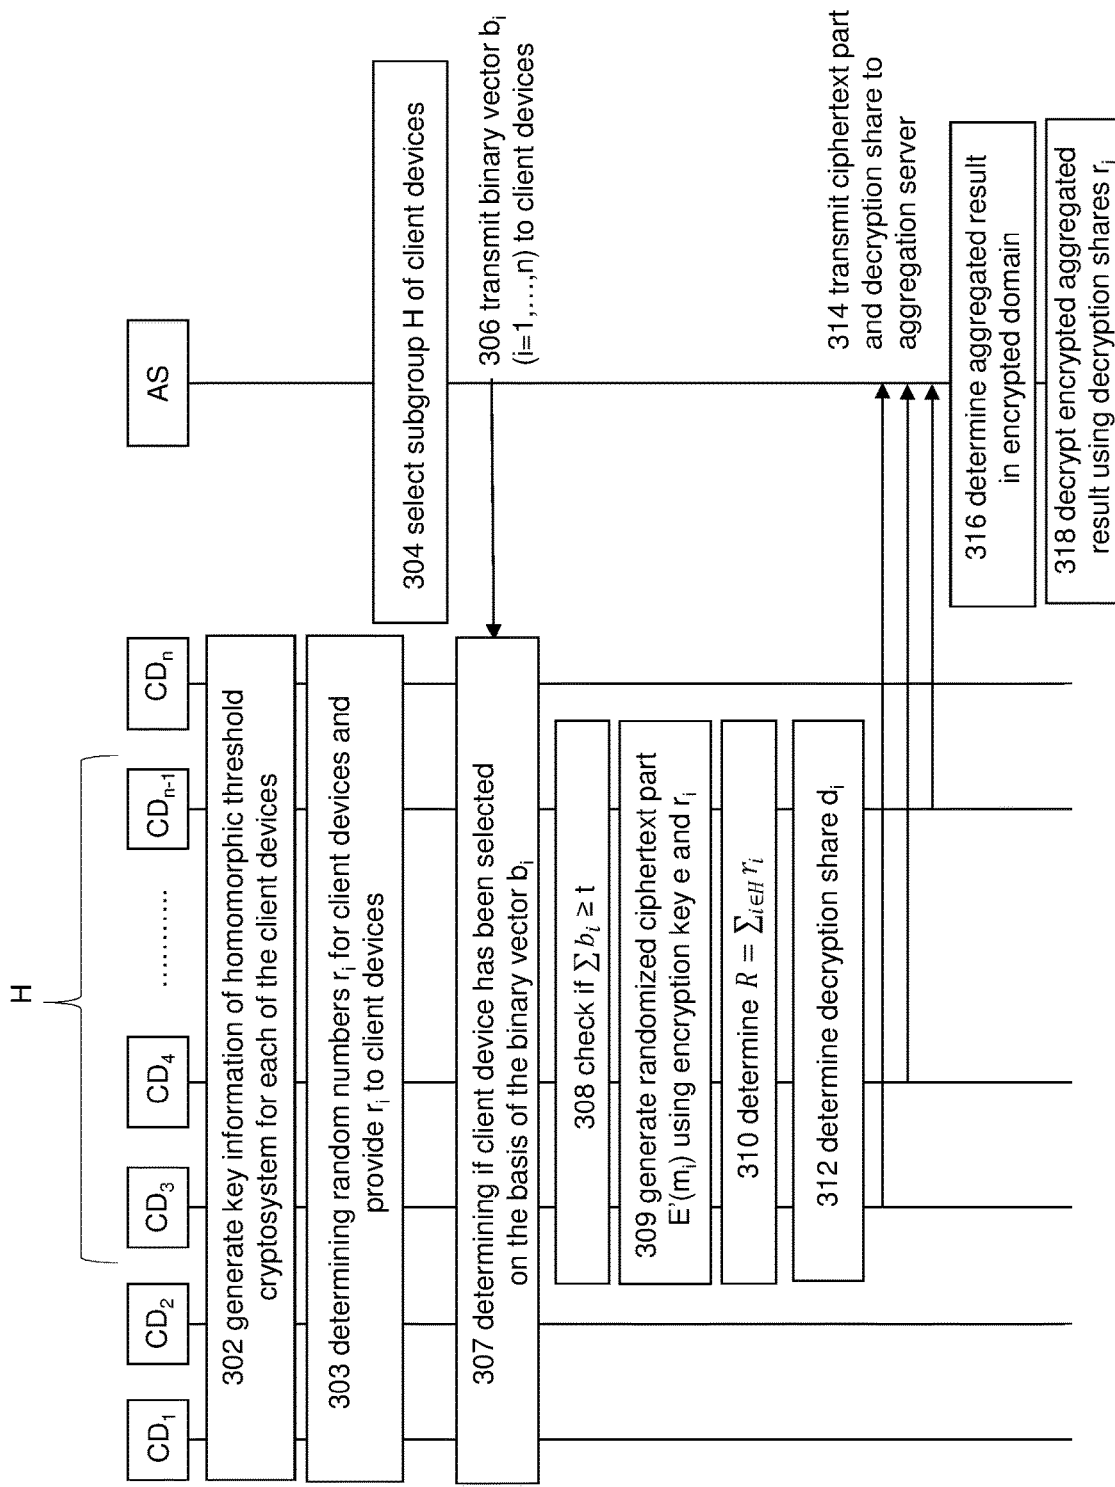 H
CD1
CD2
CD3
CD4
..........
CDn-1
CDn
AS
302 generate key information of homomorphic threshold
cryptosystem for each of the client devices
303 determining random numbers ri for client devices and
provide ri to client devices
304 select subgroup H of client devices
306 transmit binary vector bi
(i=1,...,n) to client devices
307 determining if client device has been selected
on the basis of the binary vector bi
308 check if ∑ bi ≥ t
309 generate randomized ciphertext part
E'(mi) using encryption key e and ri
310 determine R = ∑i∈H ri
312 determine decryption share di
314 transmit ciphertext part
and decryption share to
aggregation server
316 determine aggregated result
in encrypted domain
318 decrypt encrypted aggregated
result using decryption shares ri